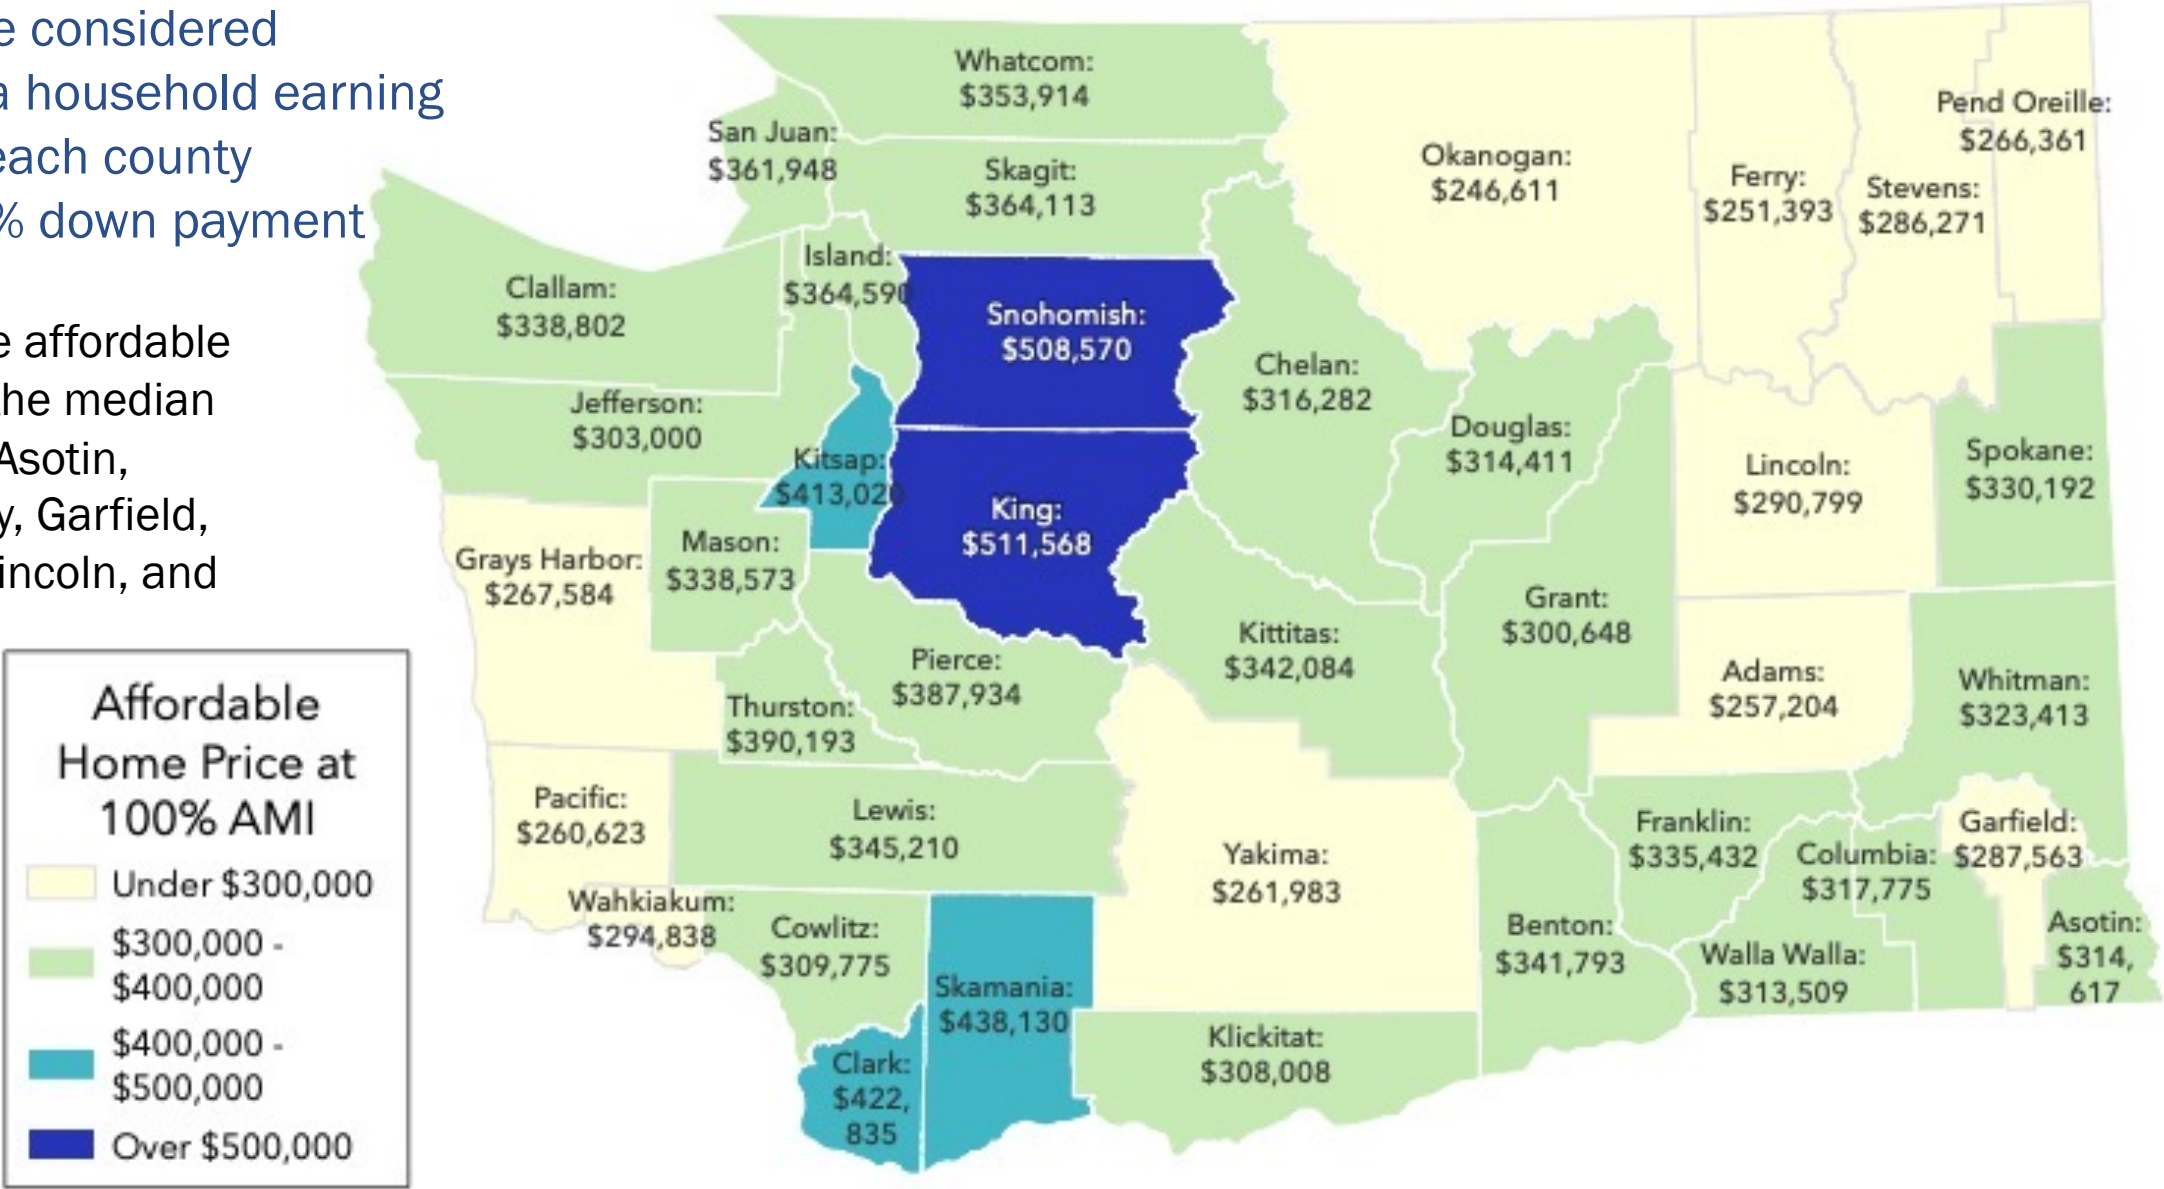 e considered
a household earning
each county
% down payment
e affordable
the median
Asotin,
y, Garfield,
incoln, and
Affordable
Home Price at
100% AMI
Under $300,000
$300,000 -
$400,000
$400,000 -
$500,000
Over $500,000
Whatcom:
$353,914
San Juan:
$361,948
Skagit:
$364,113
Okanogan:
$246,611
Ferry:
$251,393
Stevens:
$286,271
Pend Oreille:
$266,361
Clallam:
$338,802
Island:
$364,590
Snohomish:
$508,570
Chelan:
$316,282
Jefferson:
$303,000
Kitsap:
$413,020
King:
$511,568
Douglas:
$314,411
Lincoln:
$290,799
Spokane:
$330,192
Grays Harbor:
$267,584
Mason:
$338,573
Pierce:
$387,934
Kittitas:
$342,084
Grant:
$300,648
Adams:
$257,204
Whitman:
$323,413
Thurston:
$390,193
Pacific:
$260,623
Lewis:
$345,210
Yakima:
$261,983
Franklin:
$335,432
Columbia:
$317,775
Garfield:
$287,563
Wahkiakum:
$294,838
Cowlitz:
$309,775
Skamania:
$438,130
Benton:
$341,793
Walla Walla:
$313,509
Asotin:
$314,
617
Clark:
$422,
835
Klickitat:
$308,008